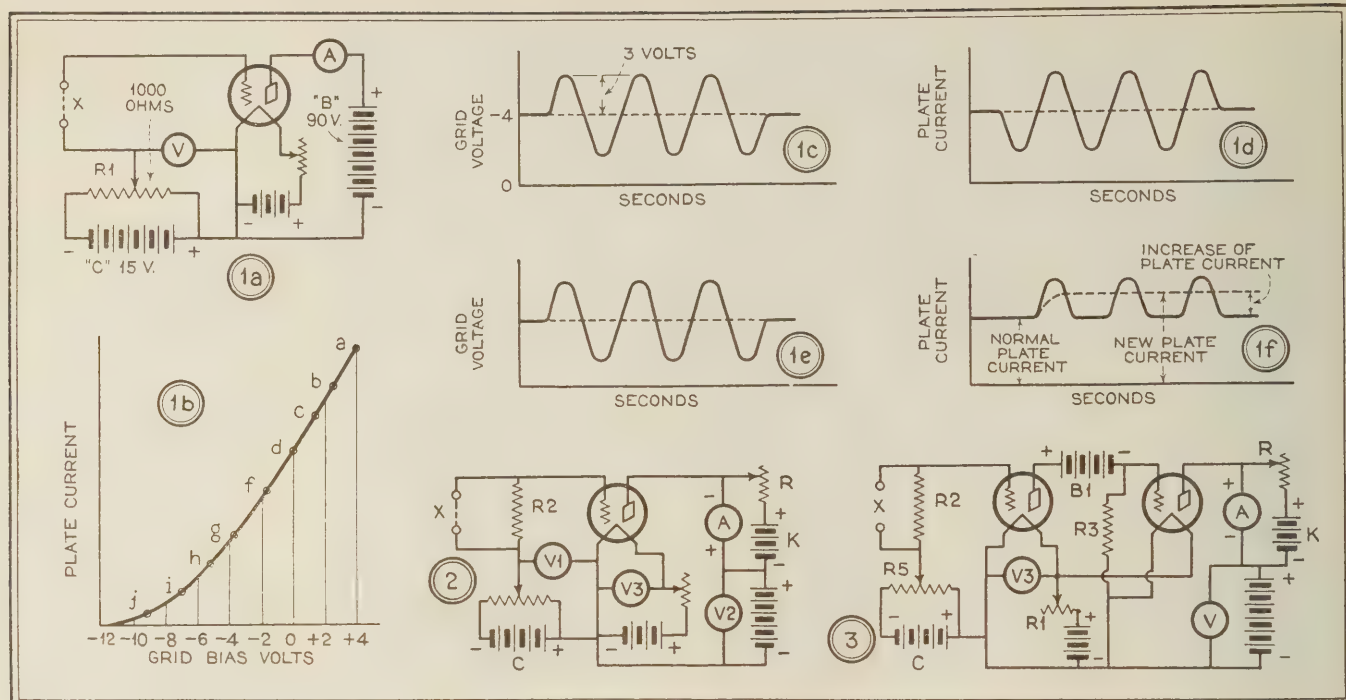 X
1000
OHMS
A
"B"
90 V.
+
R1
V
-
+
-
-
+
"C" 15 V.
1a
GRID
VOLTAGE
-4
0
3 VOLTS
SECONDS
1c
PLATE
CURRENT
SECONDS
1d
GRID
VOLTAGE
SECONDS
1e
PLATE
CURRENT
INCREASE OF
PLATE CURRENT
NORMAL
PLATE
CURRENT
NEW PLATE
CURRENT
SECONDS
1f
PLATE CURRENT
1b
a
b
c
d
f
g
h
i
j
-12 -10 -8 -6 -4 -2 0 +2 +4
GRID BIAS VOLTS
X
R2
R
-
A
+
+
K
-
V1
V3
V2
+
-
-
+
-
+
C
2
X
R2
+
B1
-
R
+
A
-
+
K
-
R3
R5
V3
V
R1
+
-
+
-
-
+
C
3